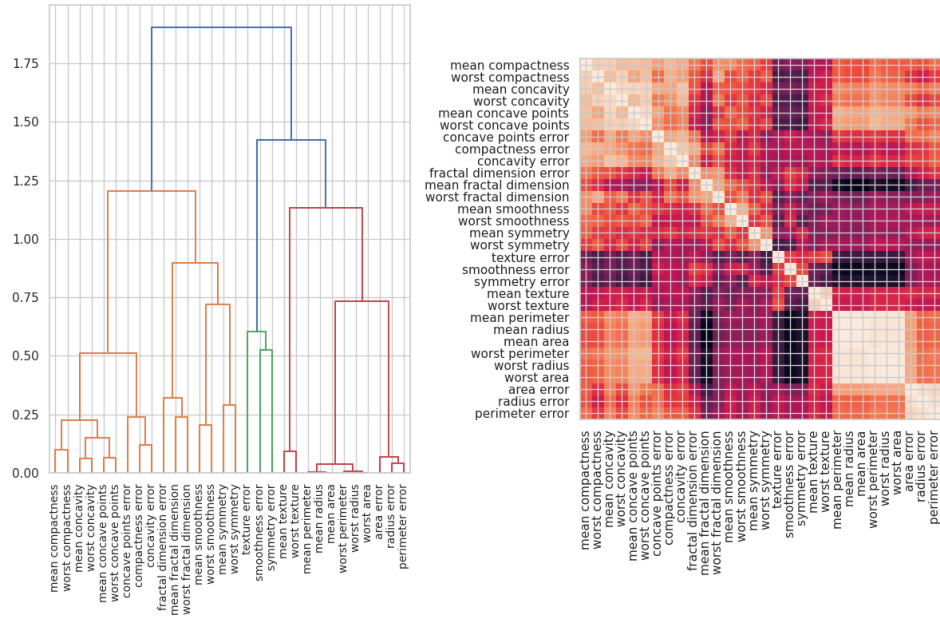 1.75
1.50
1.25
1.00
0.75
0.50
0.25
0.00
mean compactness
worst compactness
mean concavity
worst concavity
mean concave points
worst concave points
concave points error
compactness error
concavity error
fractal dimension error
mean fractal dimension
worst fractal dimension
mean smoothness
worst smoothness
mean symmetry
worst symmetry
texture error
smoothness error
symmetry error
mean texture
worst texture
mean perimeter
mean radius
mean area
worst perimeter
worst radius
worst area
area error
radius error
perimeter error
mean compactness
worst compactness
mean concavity
worst concavity
mean concave points
worst concave points
concave points error
compactness error
concavity error
fractal dimension error
mean fractal dimension
worst fractal dimension
mean smoothness
worst smoothness
mean symmetry
worst symmetry
texture error
smoothness error
symmetry error
mean texture
worst texture
mean perimeter
mean radius
mean area
worst perimeter
worst radius
worst area
area error
radius error
perimeter error
mean compactness
worst compactness
mean concavity
worst concavity
mean concave points
worst concave points
concave points error
compactness error
concavity error
fractal dimension error
mean fractal dimension
worst fractal dimension
mean smoothness
worst smoothness
mean symmetry
worst symmetry
texture error
smoothness error
symmetry error
mean texture
worst texture
mean perimeter
mean radius
mean area
worst perimeter
worst radius
worst area
area error
radius error
perimeter error